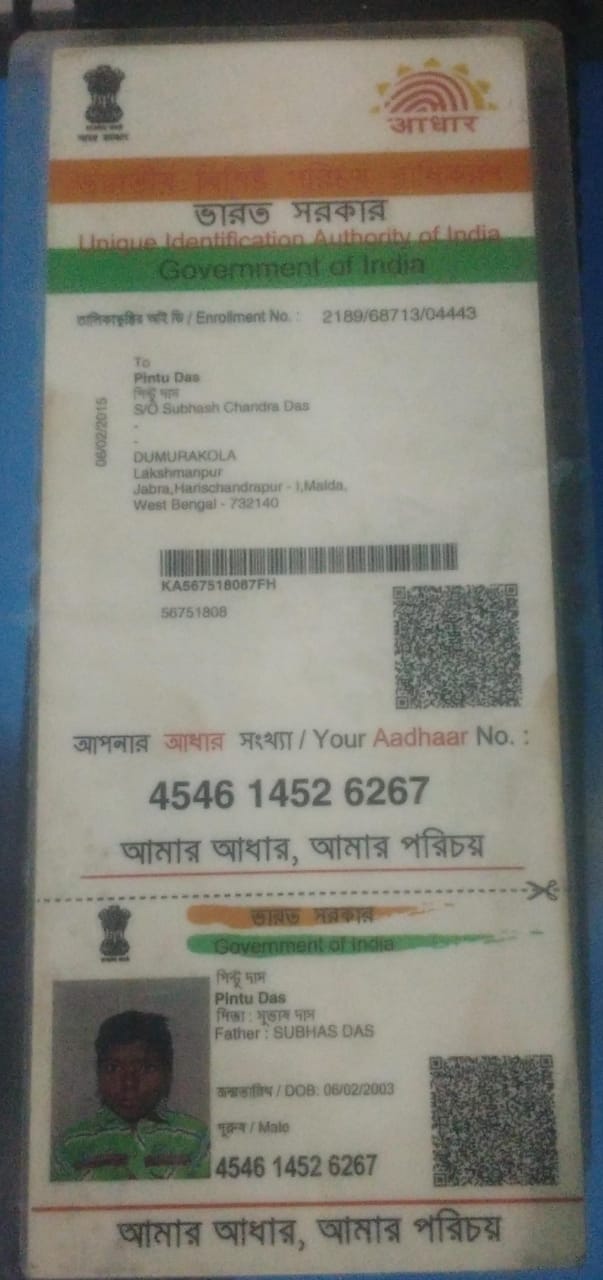 आधार
ভারত সরকার
Unique Identification Authority of India
Government of India
তালিকাভুক্তির আই ডি / Enrollment No. : 2189/68713/04443
06/02/2015
To
Pintu Das
পিন্টু দাস
S/O Subhash Chandra Das
-
-
DUMURAKOLA
Lakshmanpur
Jabra,Harischandrapur - I,Malda,
West Bengal - 732140
KA567518087FH
56751808
আপনার আধার সংখ্যা / Your Aadhaar No. :
4546 1452 6267
আমার আধার, আমার পরিচয়
ভারত সরকার
Government of India
পিন্টু দাস
Pintu Das
পিতা : সুভাষ দাস
Father : SUBHAS DAS
জন্মতারিখ / DOB: 06/02/2003
পুরুষ / Male
4546 1452 6267
আমার আধার, আমার পরিচয়